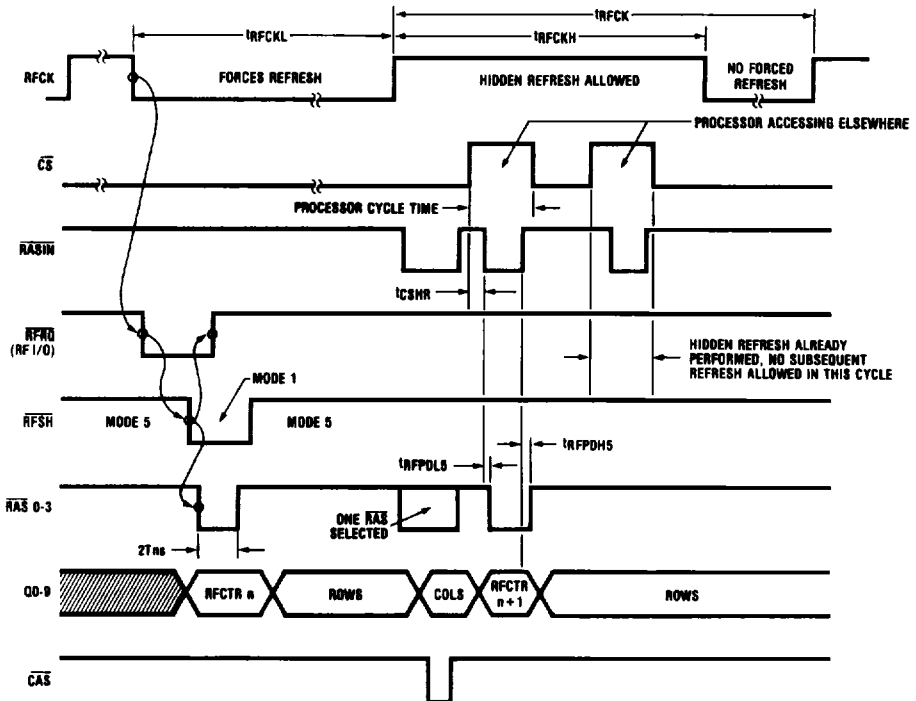 tRFCK
tRFCKL
tRFCKH
RFCK
FORCES REFRESH
HIDDEN REFRESH ALLOWED
NO FORCED
REFRESH
PROCESSOR ACCESSING ELSEWHERE
CS
PROCESSOR CYCLE TIME
RASIN
tCSHR
RFRQ
(RF I/O)
HIDDEN REFRESH ALREADY
PERFORMED, NO SUBSEQUENT
REFRESH ALLOWED IN THIS CYCLE
MODE 1
RFSH
MODE 5
MODE 5
tRFPDL5
tRFPDH5
RAS 0-3
ONE RAS
SELECTED
2Tns
Q0-9
RFCTR n
ROWS
COLS
RFCTR
n+1
ROWS
CAS